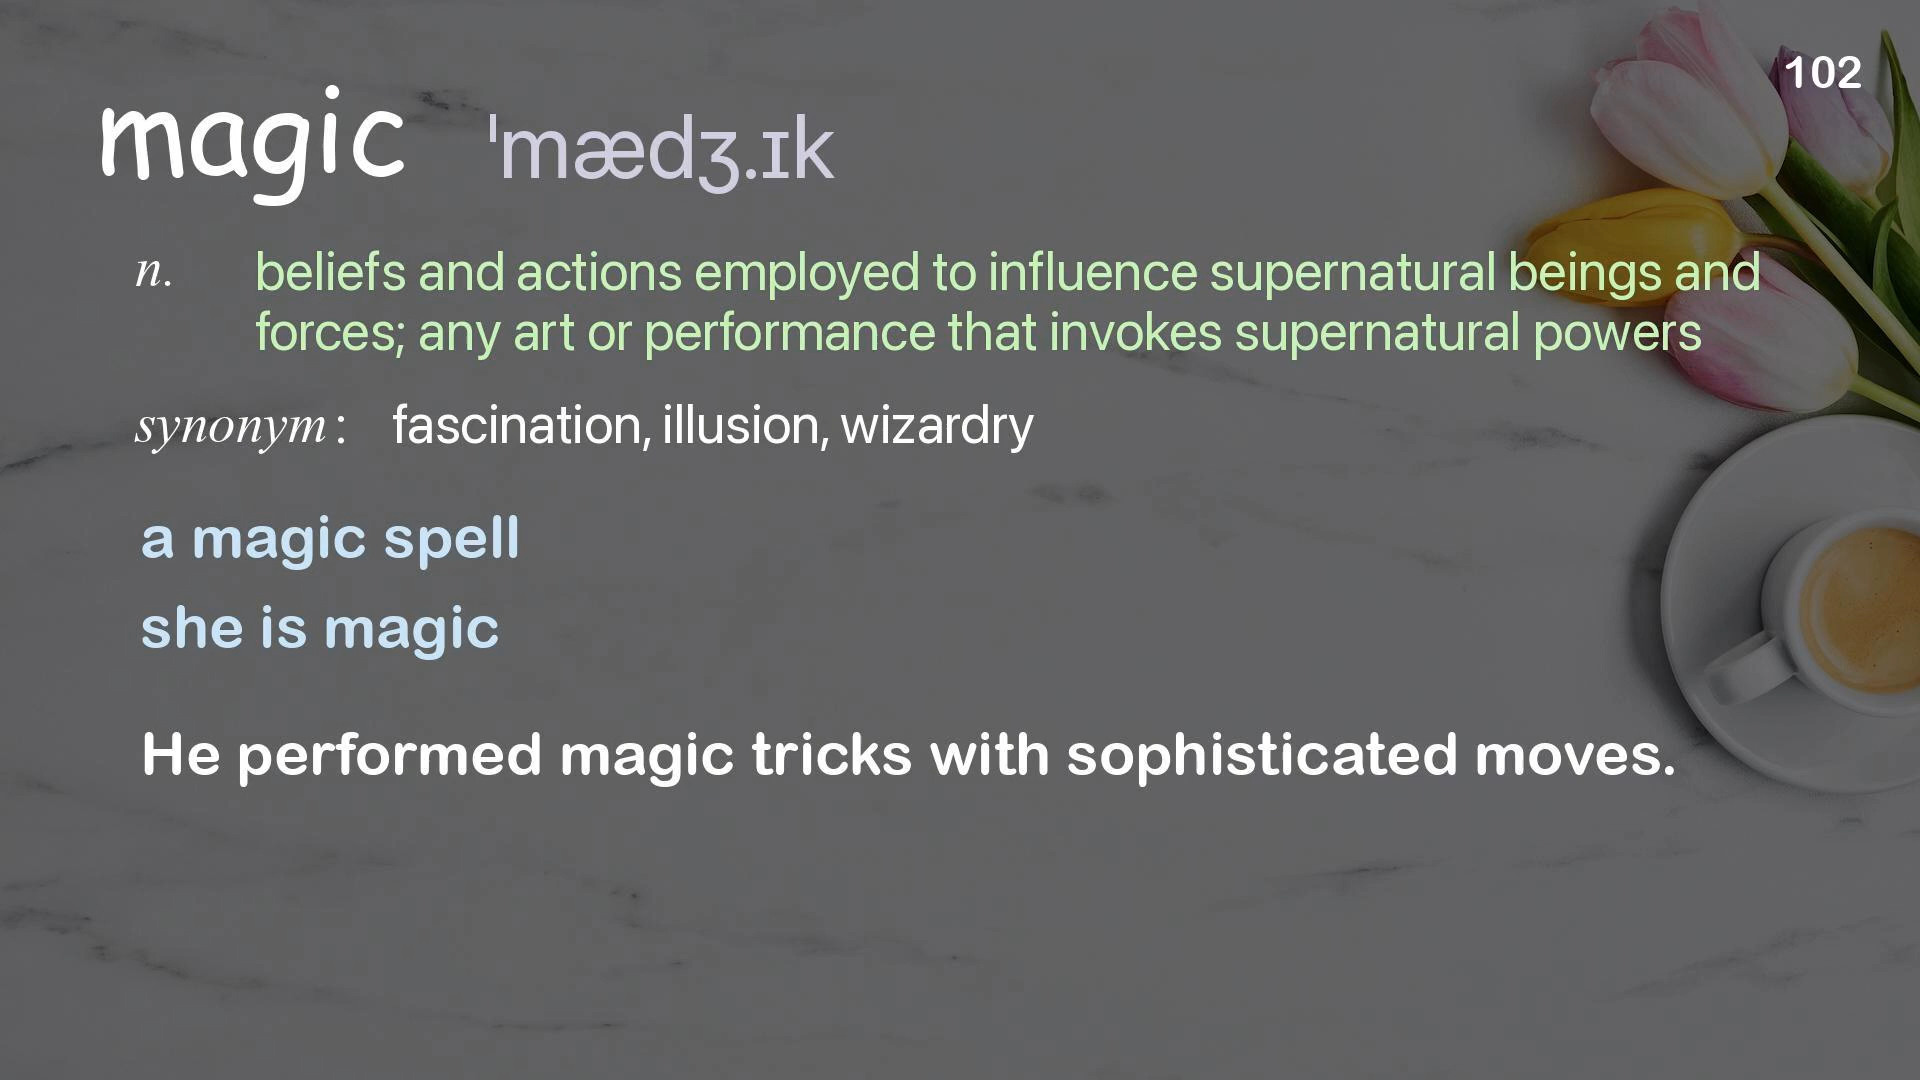 102
magic ˈmædʒ.ɪk
n. beliefs and actions employed to influence supernatural beings and
forces; any art or performance that invokes supernatural powers
synonym: fascination, illusion, wizardry
a magic spell
she is magic
He performed magic tricks with sophisticated moves.